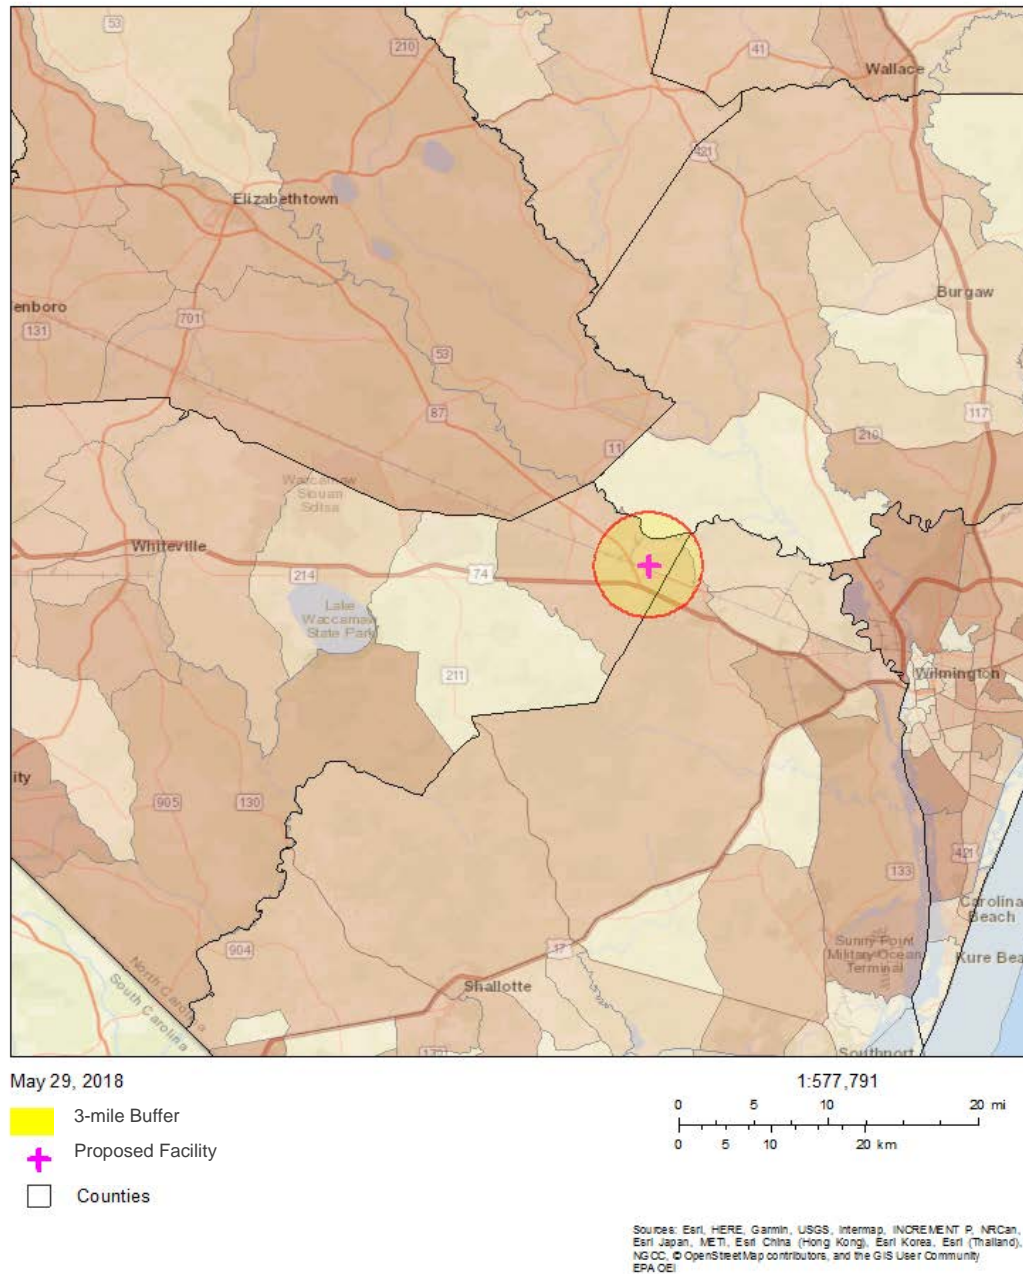 53
210
41
Wallace
421
Elizabethtown
enboro
131
701
53
Burgaw
87
117
210
11
Waccamaw
Siouan
Sdtsa
Whiteville
214
74
Lake
Waccamaw
State Park
211
Wilmington
ity
905
130
133
421
Carolina
Beach
904
17
Sunny Point
Military Ocean
Terminal
Kure Bea
North Carolina
South Carolina
Shallotte
Southport
May 29, 2018
1:577,791
0 5 10 20 mi
0 5 10 20 km
3-mile Buffer
Proposed Facility
Counties
Sources: Esri, HERE, Garmin, USGS, Intermap, INCREMENT P, NRCan,
Esri Japan, METI, Esri China (Hong Kong), Esri Korea, Esri (Thailand),
NGCC, © OpenStreetMap contributors, and the GIS User Community
EPA OEI